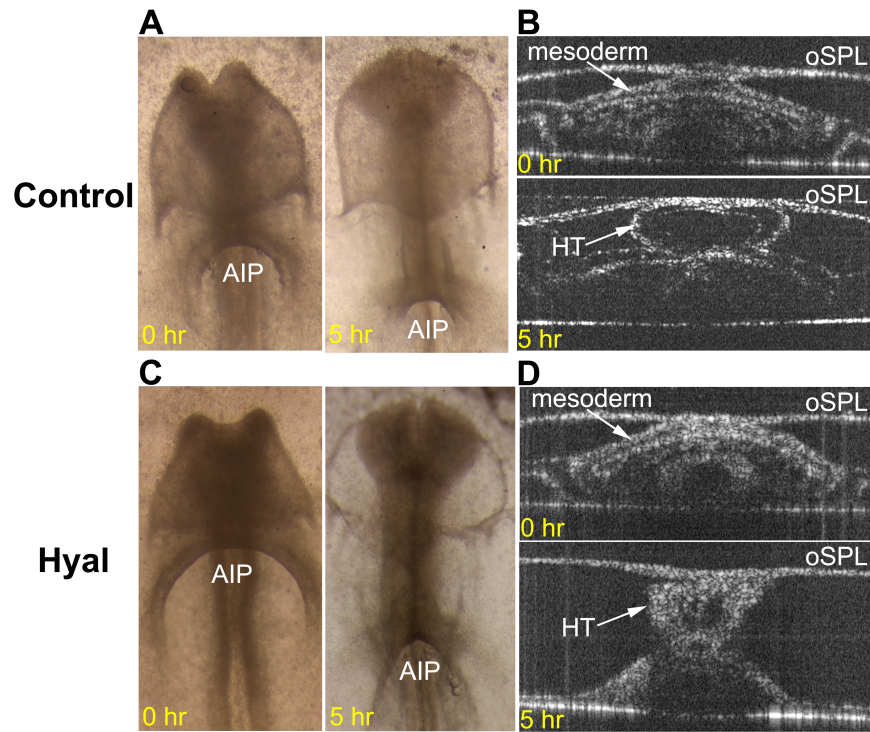 A
B
mesoderm
oSPL
0 hr
oSPL
Control
HT
AIP
0 hr
5 hr
AIP
5 hr
C
D
mesoderm
oSPL
0 hr
oSPL
Hyal
AIP
HT
AIP
0 hr
5 hr
5 hr